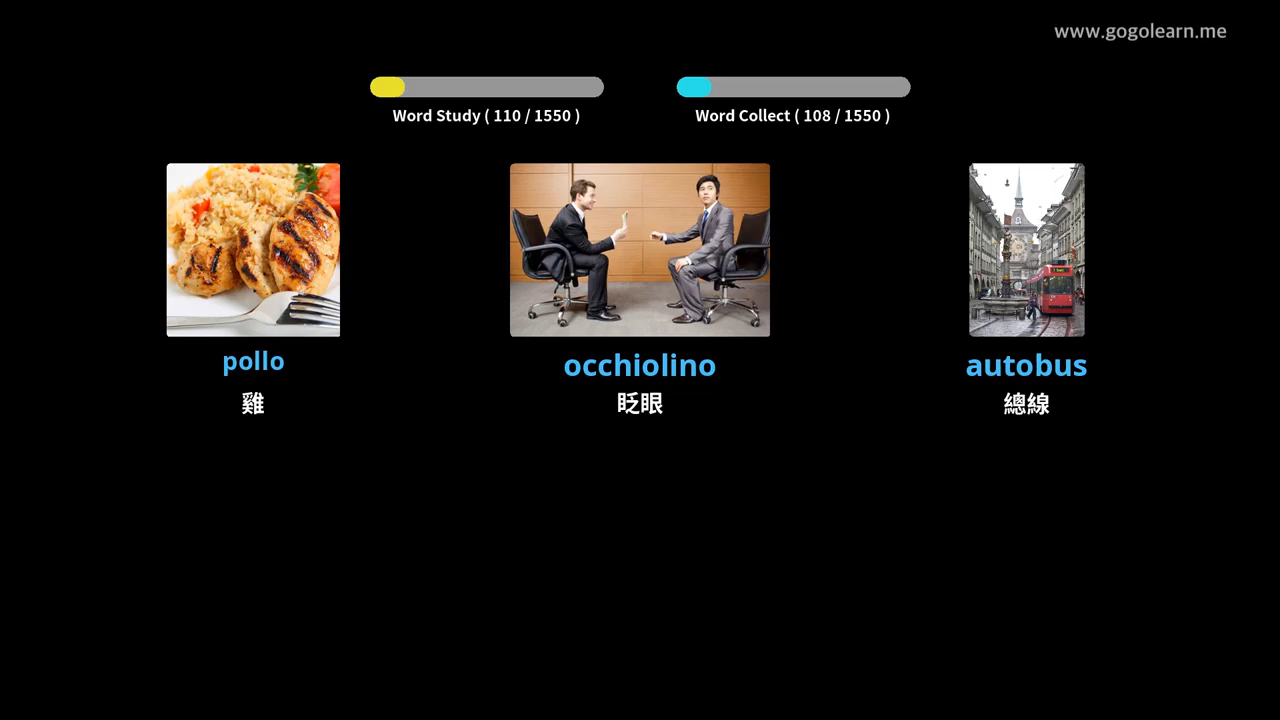 www.gogolearn.me
Word Study ( 110 / 1550 )
Word Collect ( 108 / 1550 )
pollo
雞
occhiolino
眨眼
autobus
總線